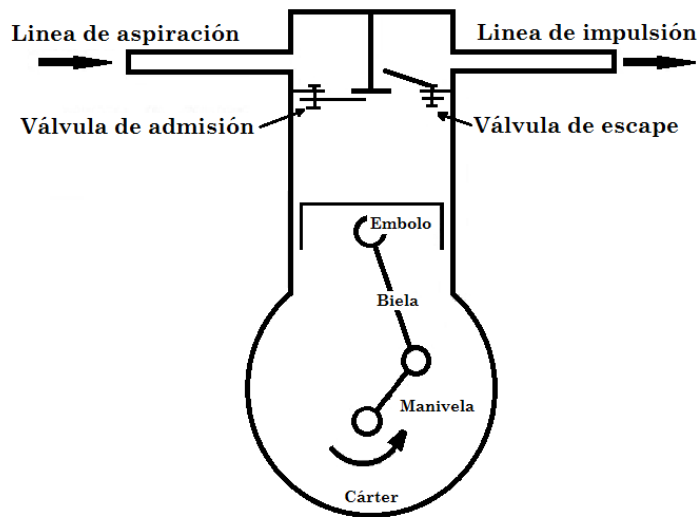 Linea de aspiración
Linea de impulsión
Válvula de admisión
Válvula de escape
Embolo
Biela
Manivela
Cárter